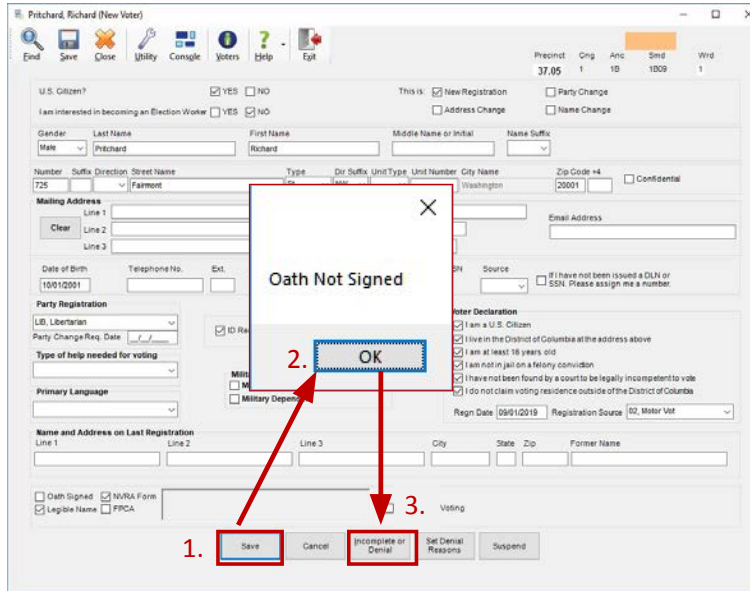 Pritchard, Richard (New Voter)
Find Save Close Utility Console Voters Help Exit
Precinct Cng Anc Smd Wrd
37.05 1 1B 1B09 1
U.S. Citizen? YES NO This is: New Registration Party Change
I am interested in becoming an Election Worker YES NO Address Change Name Change
Gender Last Name First Name Middle Name or Initial Name Suffix
Male Pritchard Richard
Number Suffix Direction Street Name Type Dir Suffix Unit Type Unit Number City Name Zip Code +4
725 Fairmont Washington 20001 Confidential
Mailing Address
Line 1 Email Address
Clear Line 2
Line 3
Date of Birth Telephone No. Ext. Source
10/01/2001 If I have not been issued a DLN or
SSN. Please assign me a number.
Oath Not Signed
2. OK
Party Registration
LIB, Libertarian
Party Change Req. Date _/_/__
Type of help needed for voting
Primary Language
Military Depend
Voter Declaration
I am a U.S. Citizen
I live in the District of Columbia at the address above
I am at least 16 years old
I am not in jail on a felony conviction
I have not been found by a court to be legally incompetent to vote
I do not claim voting residence outside of the District of Columbia
Regn Date 09/01/2019 Registration Source 02, Motor Vot
Name and Address on Last Registration
Line 1 Line 2 Line 3 City State Zip Former Name
Oath Signed NVRA Form
Legible Name FPCA 3. Voting
1. Save Cancel Incomplete or Denial Set Denial Reasons Suspend